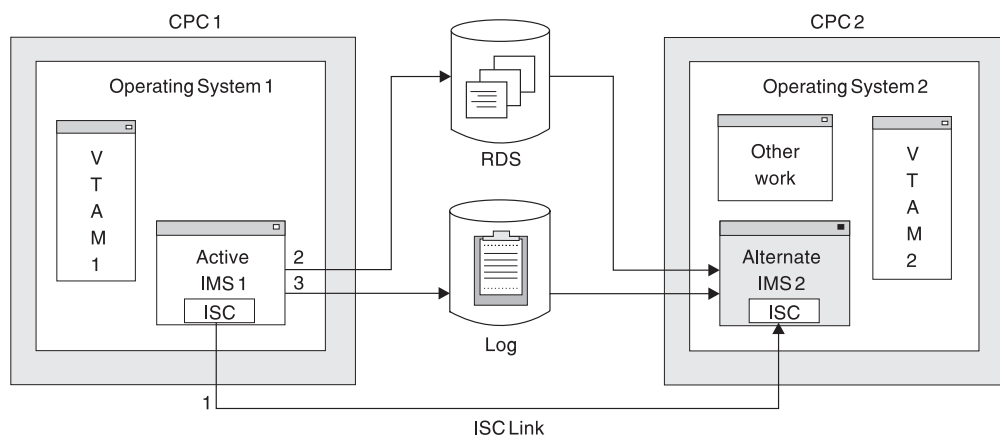 CPC 1
CPC 2
Operating System 1
V
T
A
M
1
Active
IMS 1
ISC
2
3
1
RDS
Log
ISC Link
Operating System 2
Other
work
V
T
A
M
2
Alternate
IMS 2
ISC